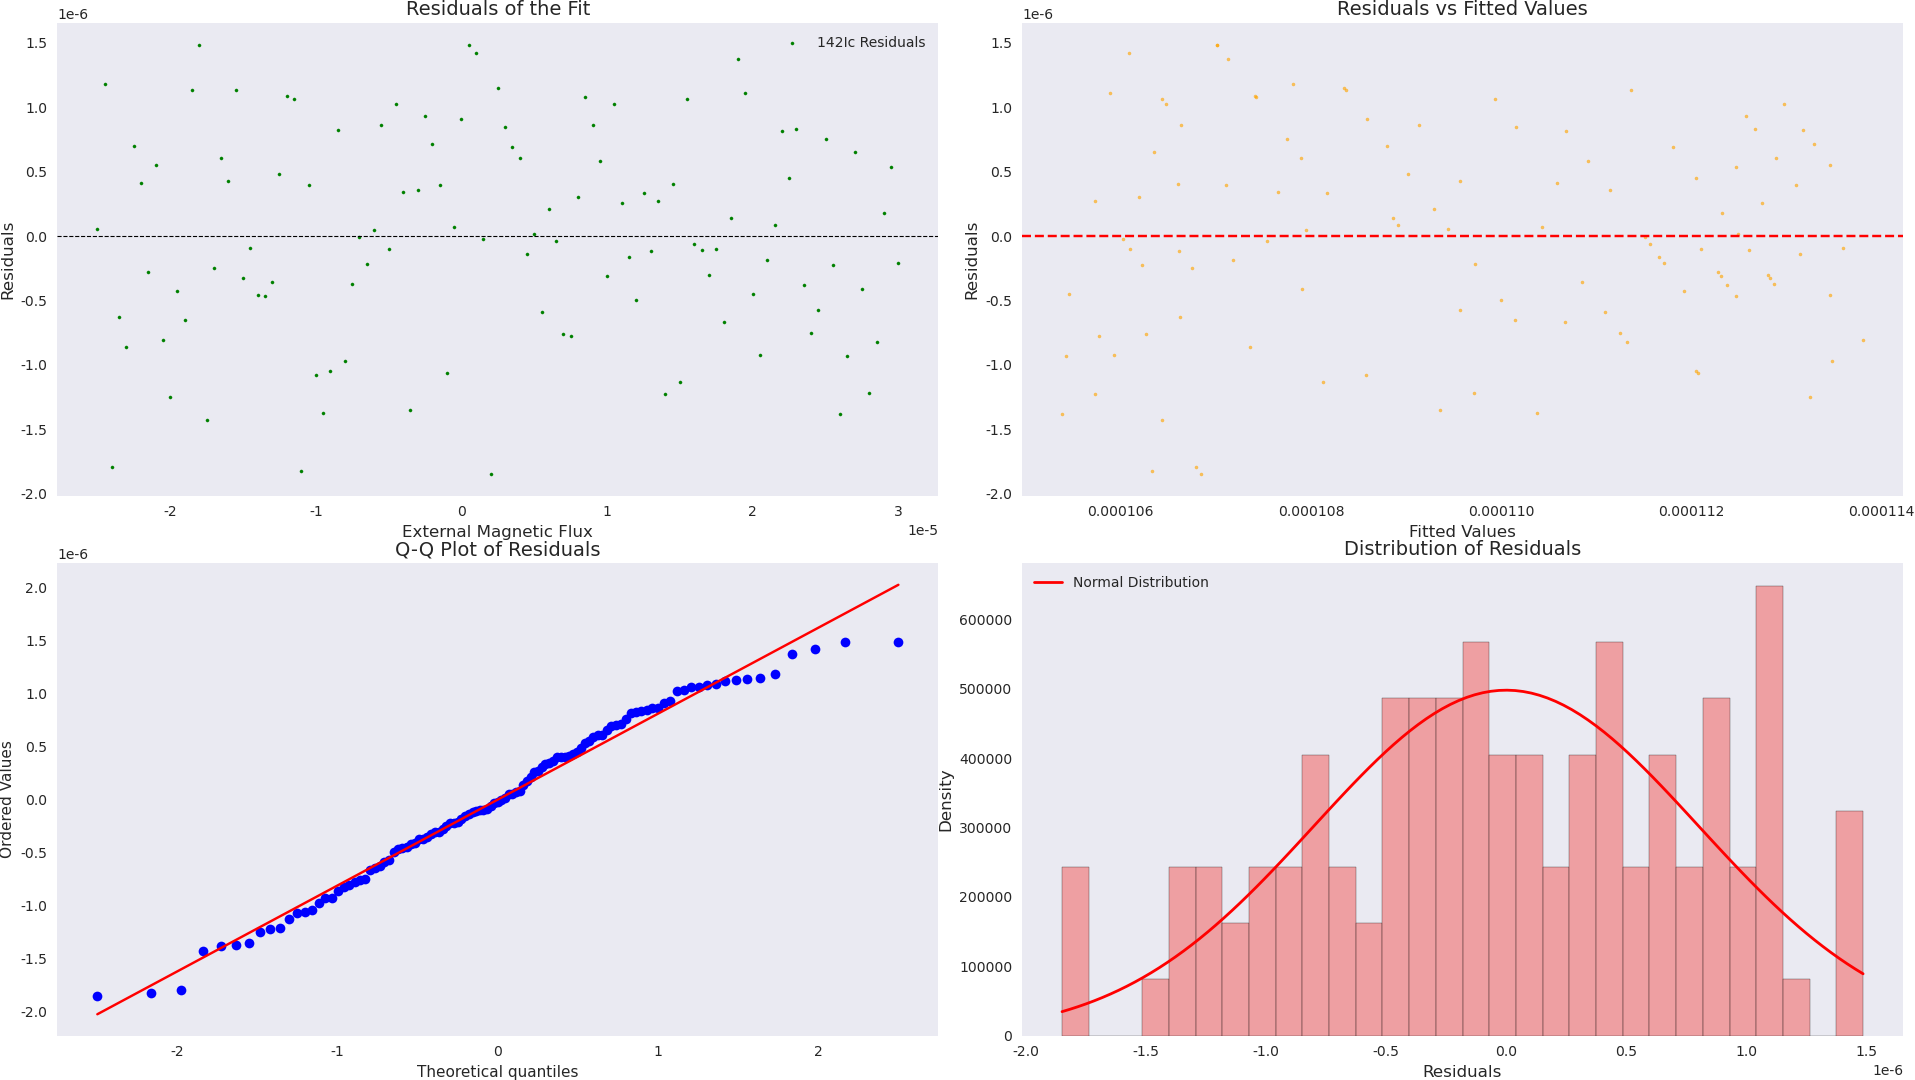 Residuals of the Fit
1e-6
142Ic Residuals
1.5
1.0
0.5
0.0
-0.5
-1.0
-1.5
-2.0
Residuals
-2
-1
0
1
2
3
1e-5
External Magnetic Flux
Residuals vs Fitted Values
1e-6
1.5
1.0
0.5
0.0
-0.5
-1.0
-1.5
-2.0
Residuals
0.000106
0.000108
0.000110
0.000112
0.000114
Fitted Values
Q-Q Plot of Residuals
1e-6
2.0
1.5
1.0
0.5
0.0
-0.5
-1.0
-1.5
-2.0
Ordered Values
-2
-1
0
1
2
Theoretical quantiles
Distribution of Residuals
Normal Distribution
600000
500000
400000
300000
200000
100000
0
Density
-2.0
-1.5
-1.0
-0.5
0.0
0.5
1.0
1.5
1e-6
Residuals